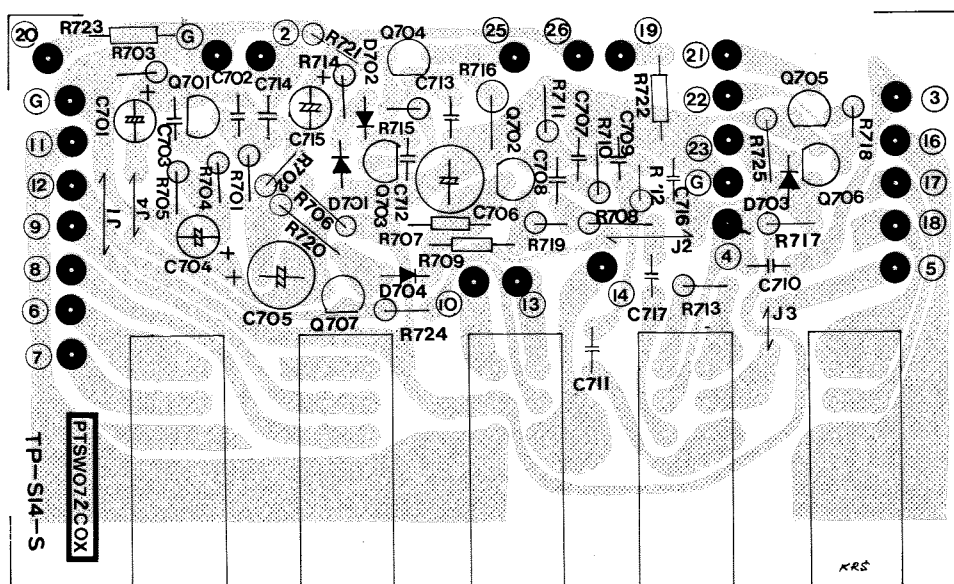 R723
20
G
2
Q704
25
26
19
21
R703
R721
D702
R714
C713
R716
Q701
C702
C714
Q705
G
C701
22
3
R722
R711
Q702
C707
R710
C709
C715
R715
11
23
16
C703
R718
R725
12
R705
R704
R701
R702
D701
Q703
C712
C708
G
17
J1
J4
R706
C706
C716
D703
Q706
9
R720
R707
R719
R708
J2
R717
18
C704
R709
4
8
D704
10
13
14
C710
5
6
C705
Q707
R724
C717
R713
J3
7
C711
PTSW072COX
TP-S14-S
KRS